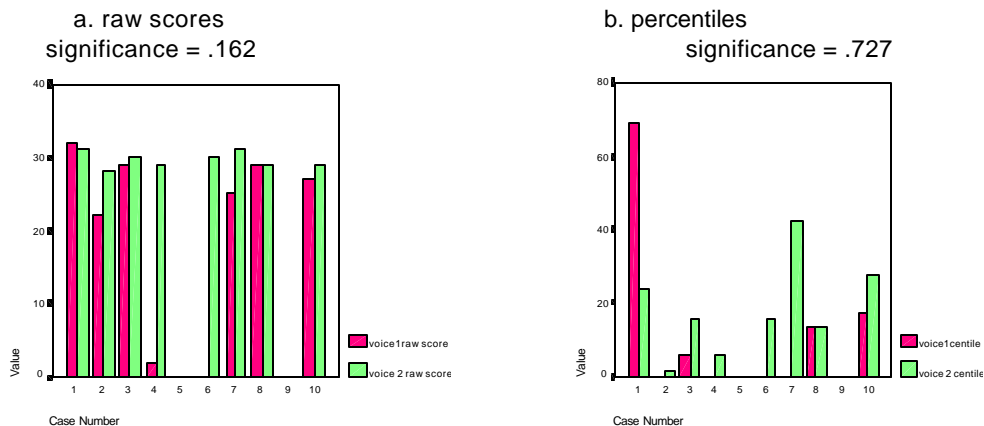 a. raw scores
significance = .162
40
30
20
10
0
Value
1 2 3 4 5 6 7 8 9 10
Case Number
voice1 raw score
voice 2 raw score
b. percentiles
significance = .727
80
60
40
20
0
Value
1 2 3 4 5 6 7 8 9 10
Case Number
voice1centile
voice 2 centile